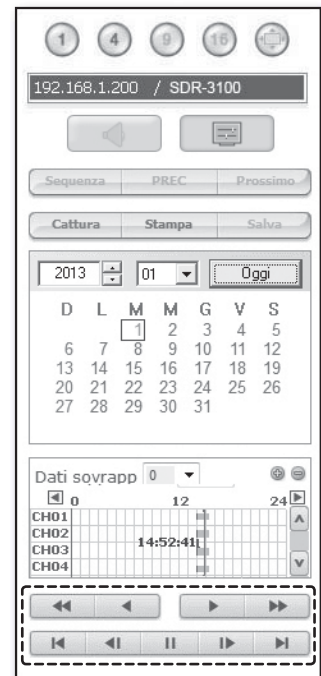 1 4 9 16
192.168.1.200 / SDR-3100
Sequenza PREC Prossimo
Cattura Stampa Salva
2013 01 Oggi
D L M M G V S
1 2 3 4 5
6 7 8 9 10 11 12
13 14 15 16 17 18 19
20 21 22 23 24 25 26
27 28 29 30 31
Dati sovrapp 0
0 12 24
CH01
CH02
CH03 14:52:41
CH04